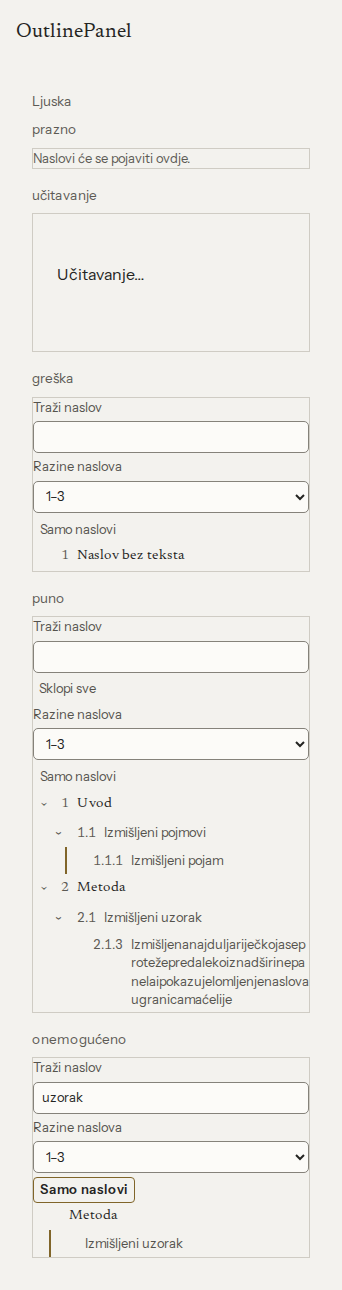 OutlinePanel
Ljuska
prazno
Naslovi će se pojaviti ovdje.
učitavanje
Učitavanje…
greška
Traži naslov
Razine naslova
1–3
Samo naslovi
1 Naslov bez teksta
puno
Traži naslov
Sklopi sve
Razine naslova
1–3
Samo naslovi
1 Uvod
1.1 Izmišljeni pojmovi
1.1.1 Izmišljeni pojam
2 Metoda
2.1 Izmišljeni uzorak
2.1.3 Izmišljenanajduljariječkojasep
rotežepredalekoiznadširinepa
nelaipokazujelomljenjenaslova
ugranicamaćelije
onemogućeno
Traži naslov
uzorak
Razine naslova
1–3
Samo naslovi
Metoda
Izmišljeni uzorak